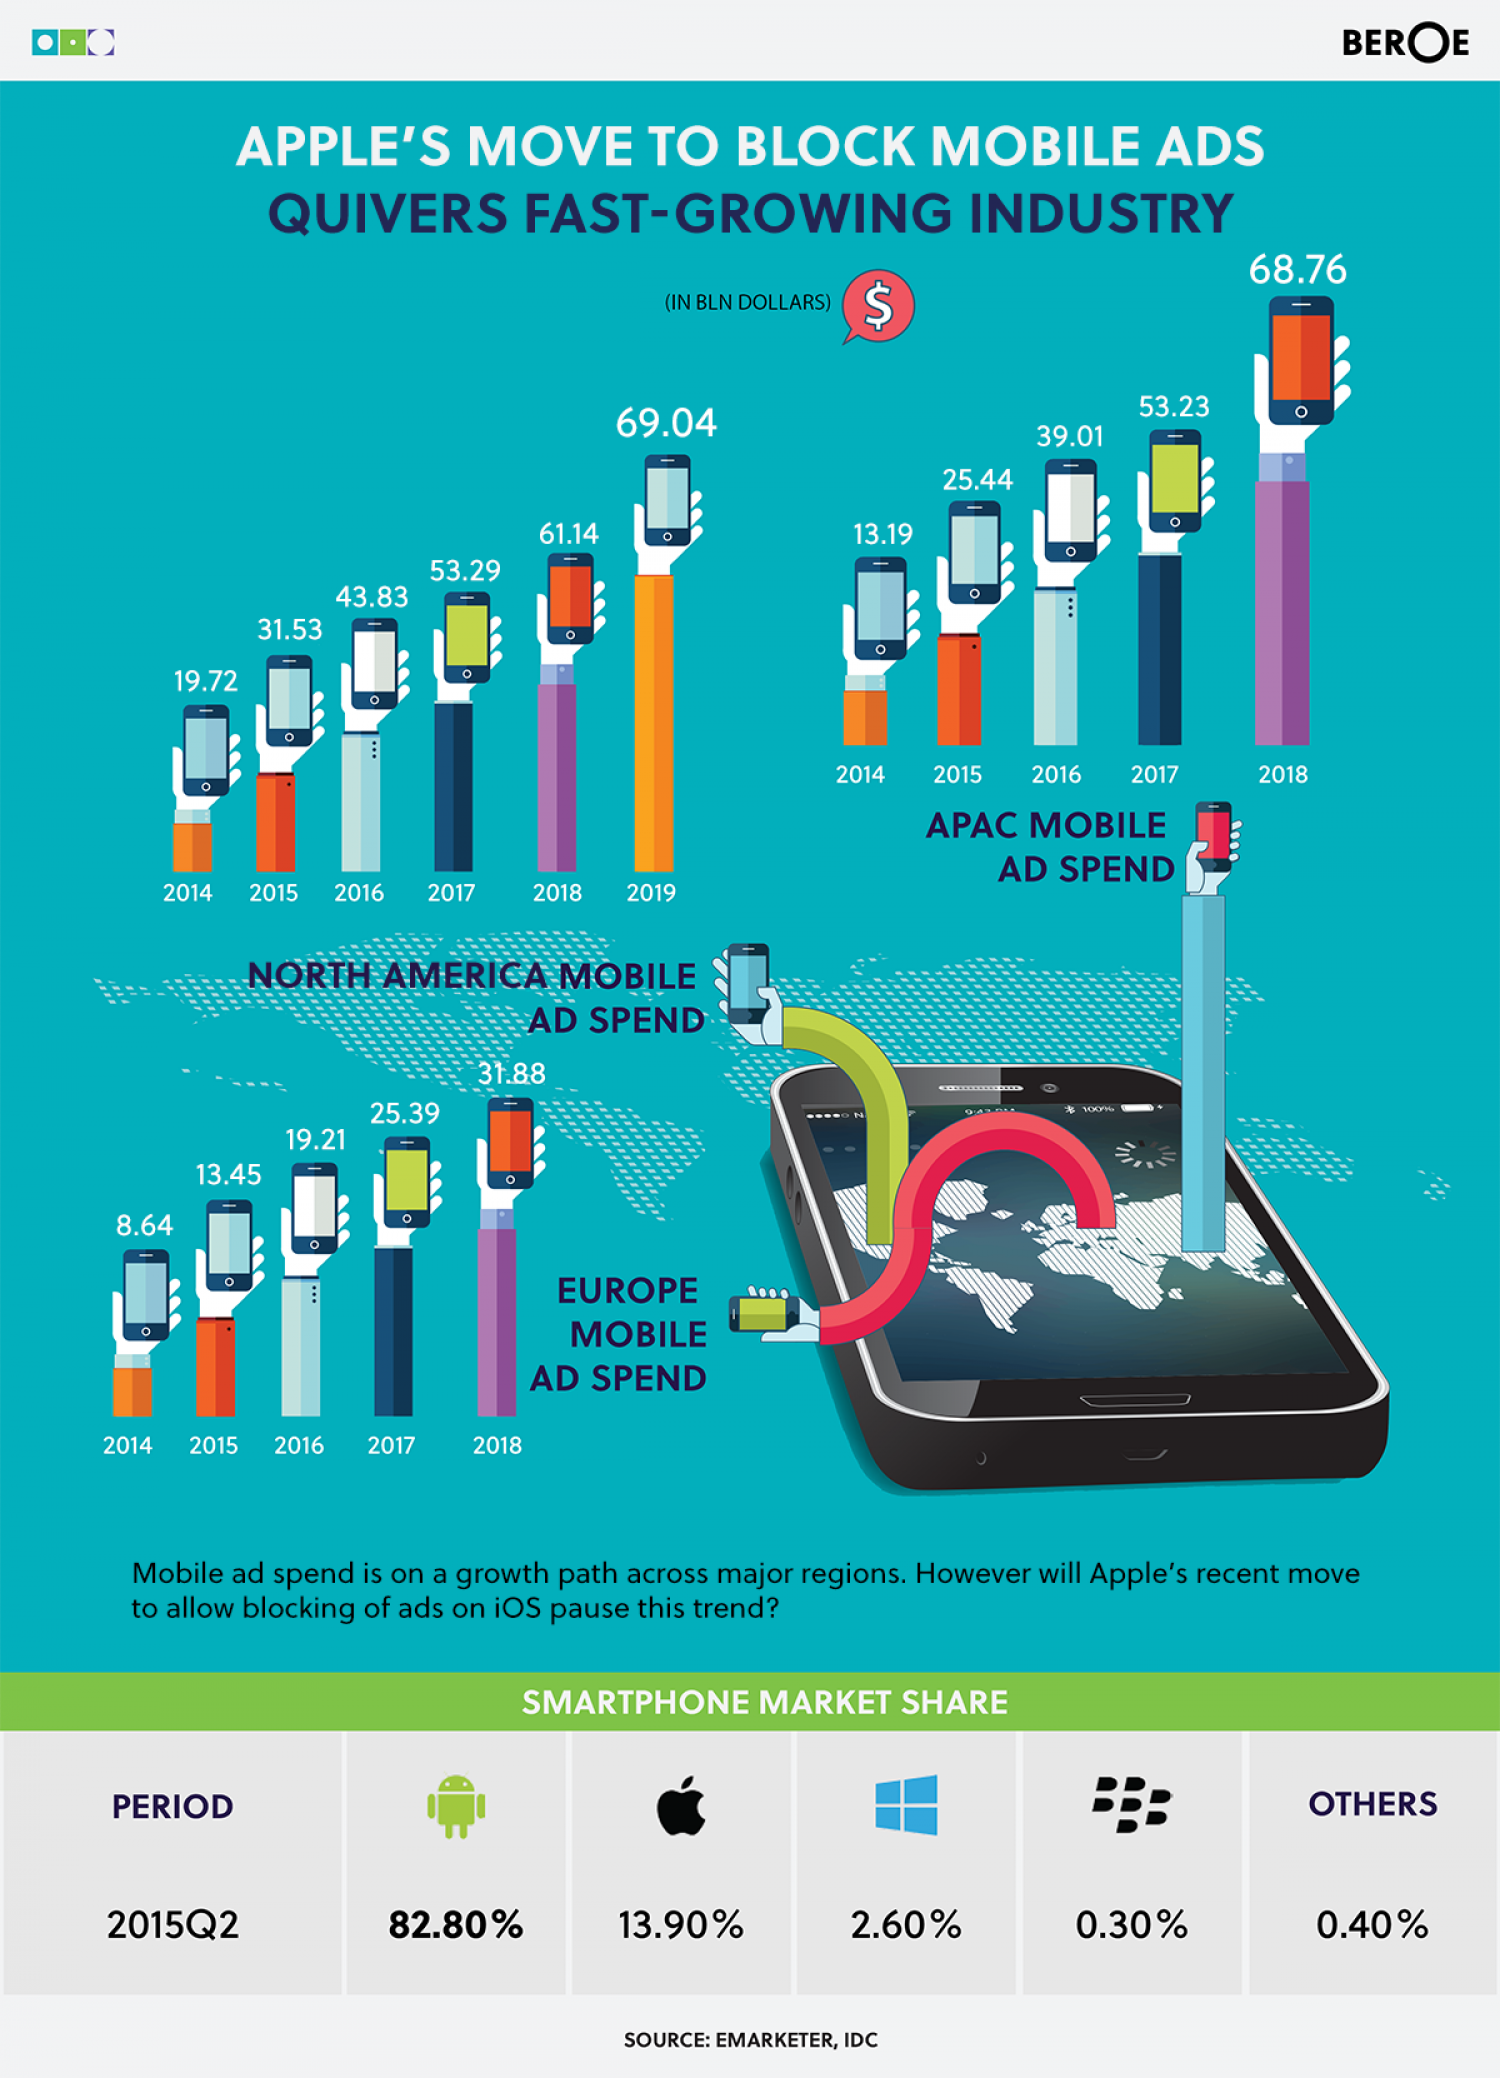 BEROE
APPLE'S MOVE TO BLOCK MOBILE ADS
QUIVERS FAST-GROWING INDUSTRY
(IN BLN DOLLARS) $
19.72
31.53
43.83
53.29
61.14
69.04
2014 2015 2016 2017 2018 2019
NORTH AMERICA MOBILE
AD SPEND
13.19
25.44
39.01
53.23
68.76
2014 2015 2016 2017 2018
APAC MOBILE
AD SPEND
8.64
13.45
19.21
25.39
31.88
2014 2015 2016 2017 2018
EUROPE
MOBILE
AD SPEND
100%
Mobile ad spend is on a growth path across major regions. However will Apple's recent move
to allow blocking of ads on iOS pause this trend?
SMARTPHONE MARKET SHARE
PERIOD OTHERS
2015Q2 82.80% 13.90% 2.60% 0.30% 0.40%
SOURCE: EMARKETER, IDC